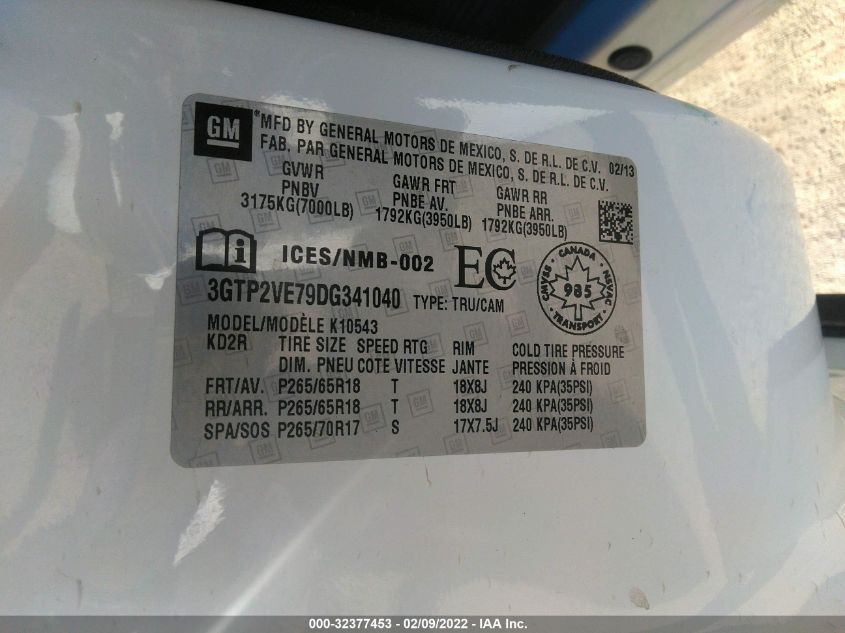 GM
*MFD BY GENERAL MOTORS DE MEXICO, S. DE R.L. DE C.V. 02/13
FAB. PAR GENERAL MOTORS DE MEXICO, S. DE R.L. DE C.V.
GVWR GAWR FRT GAWR RR
PNBV PNBE AV. PNBE ARR.
3175KG(7000LB) 1792KG(3950LB) 1792KG(3950LB)
i ICES/NMB-002 EC
CANADA
CMVSS NSVAC
985
TRANSPORT
3GTP2VE79DG341040 TYPE: TRU/CAM
MODEL/MODÈLE K10543
KD2R TIRE SIZE SPEED RTG RIM COLD TIRE PRESSURE
DIM. PNEU COTE VITESSE JANTE PRESSION À FROID
FRT/AV. P265/65R18 T 18X8J 240 KPA(35PSI)
RR/ARR. P265/65R18 T 18X8J 240 KPA(35PSI)
SPA/SOS P265/70R17 S 17X7.5J 240 KPA(35PSI)
000-32377453 - 02/09/2022 - IAA Inc.